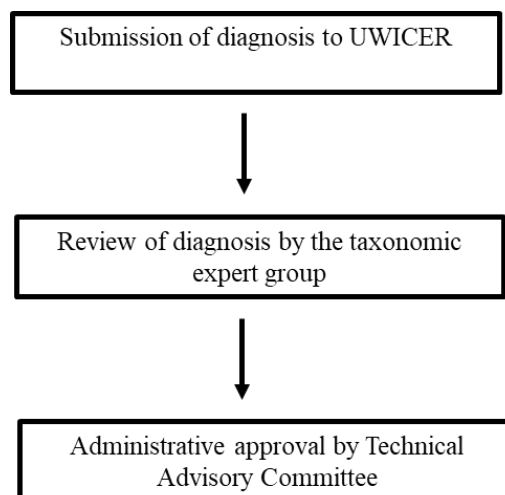 Submission of diagnosis to UWICER
Review of diagnosis by the taxonomic
expert group
Administrative approval by Technical
Advisory Committee